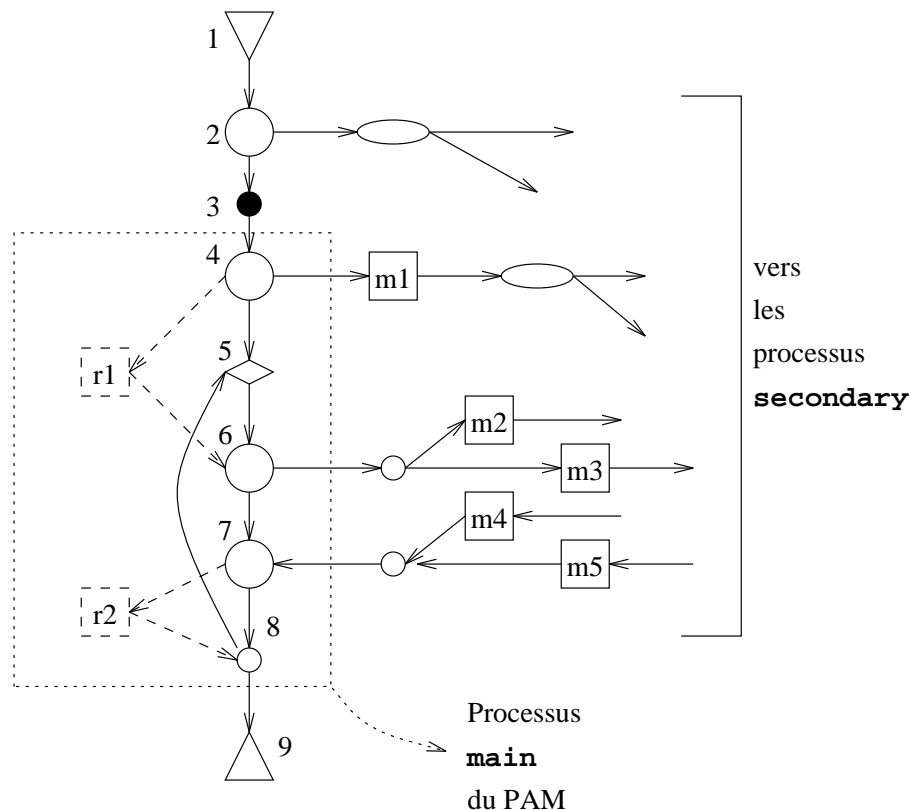 1
2
3
4
m1
vers
les
processus
secondary
5
r1
6
m2
m3
7
m4
m5
r2
8
9
Processus
main
du PAM